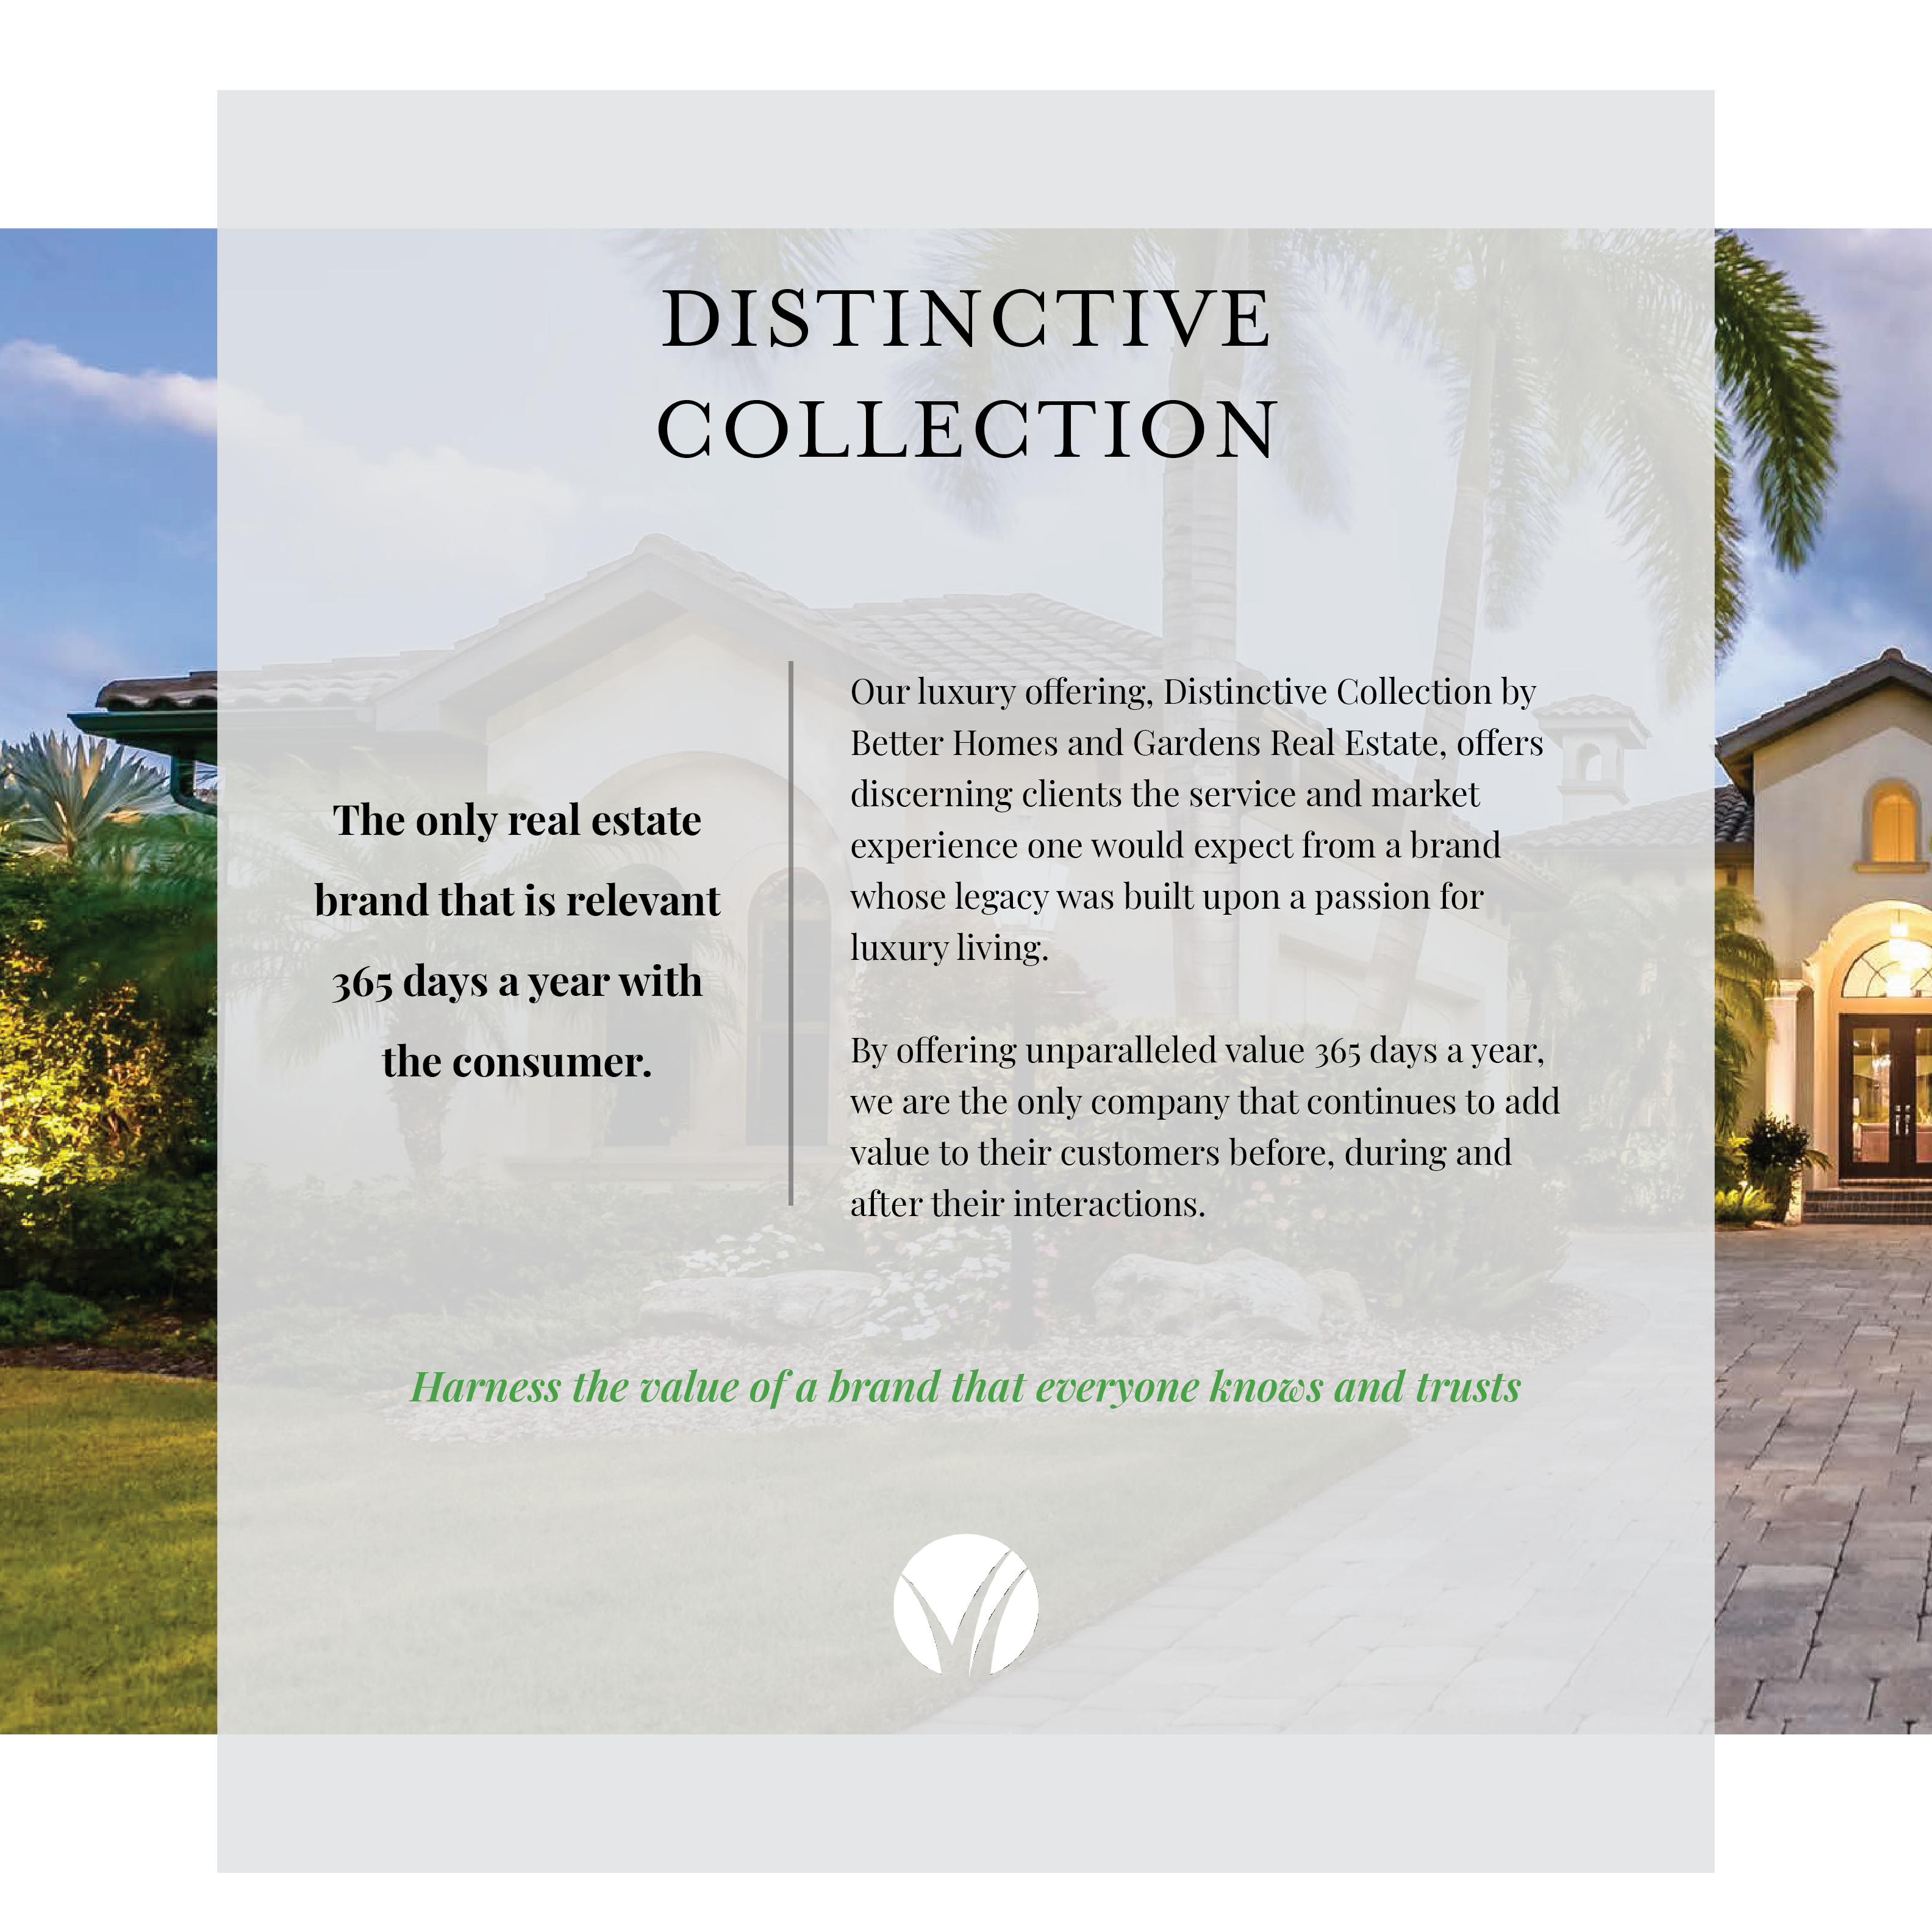 DISTINCTIVE
COLLECTION
The only real estate
brand that is relevant
365 days a year with
the consumer.
Our luxury offering, Distinctive Collection by
Better Homes and Gardens Real Estate, offers
discerning clients the service and market
experience one would expect from a brand
whose legacy was built upon a passion for
luxury living.
By offering unparalleled value 365 days a year,
we are the only company that continues to add
value to their customers before, during and
after their interactions.
Harness the value of a brand that everyone knows and trusts